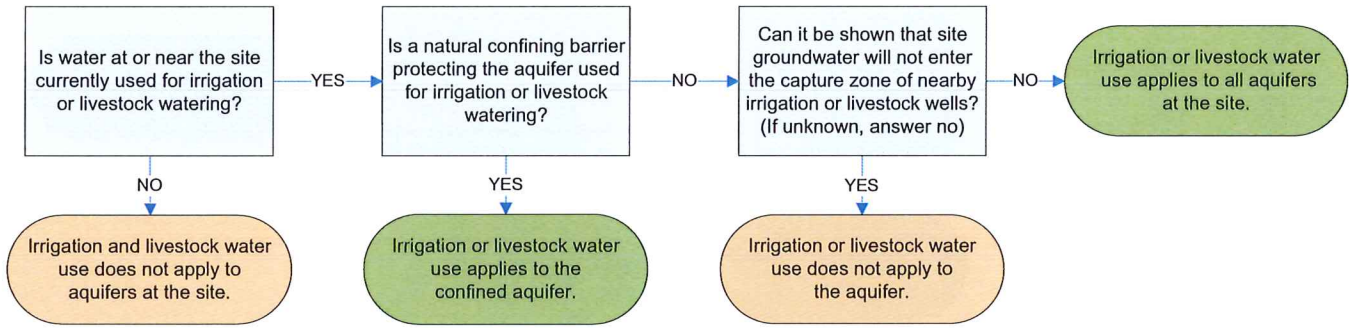 Is water at or near the site
currently used for irrigation
or livestock watering?
YES
Is a natural confining barrier
protecting the aquifer used
for irrigation or livestock
watering?
NO
Can it be shown that site
groundwater will not enter
the capture zone of nearby
irrigation or livestock wells?
(If unknown, answer no)
NO
Irrigation or livestock water
use applies to all aquifers
at the site.
NO
YES
YES
Irrigation and livestock water
use does not apply to
aquifers at the site.
Irrigation or livestock water
use applies to the
confined aquifer.
Irrigation or livestock water
use does not apply to
the aquifer.